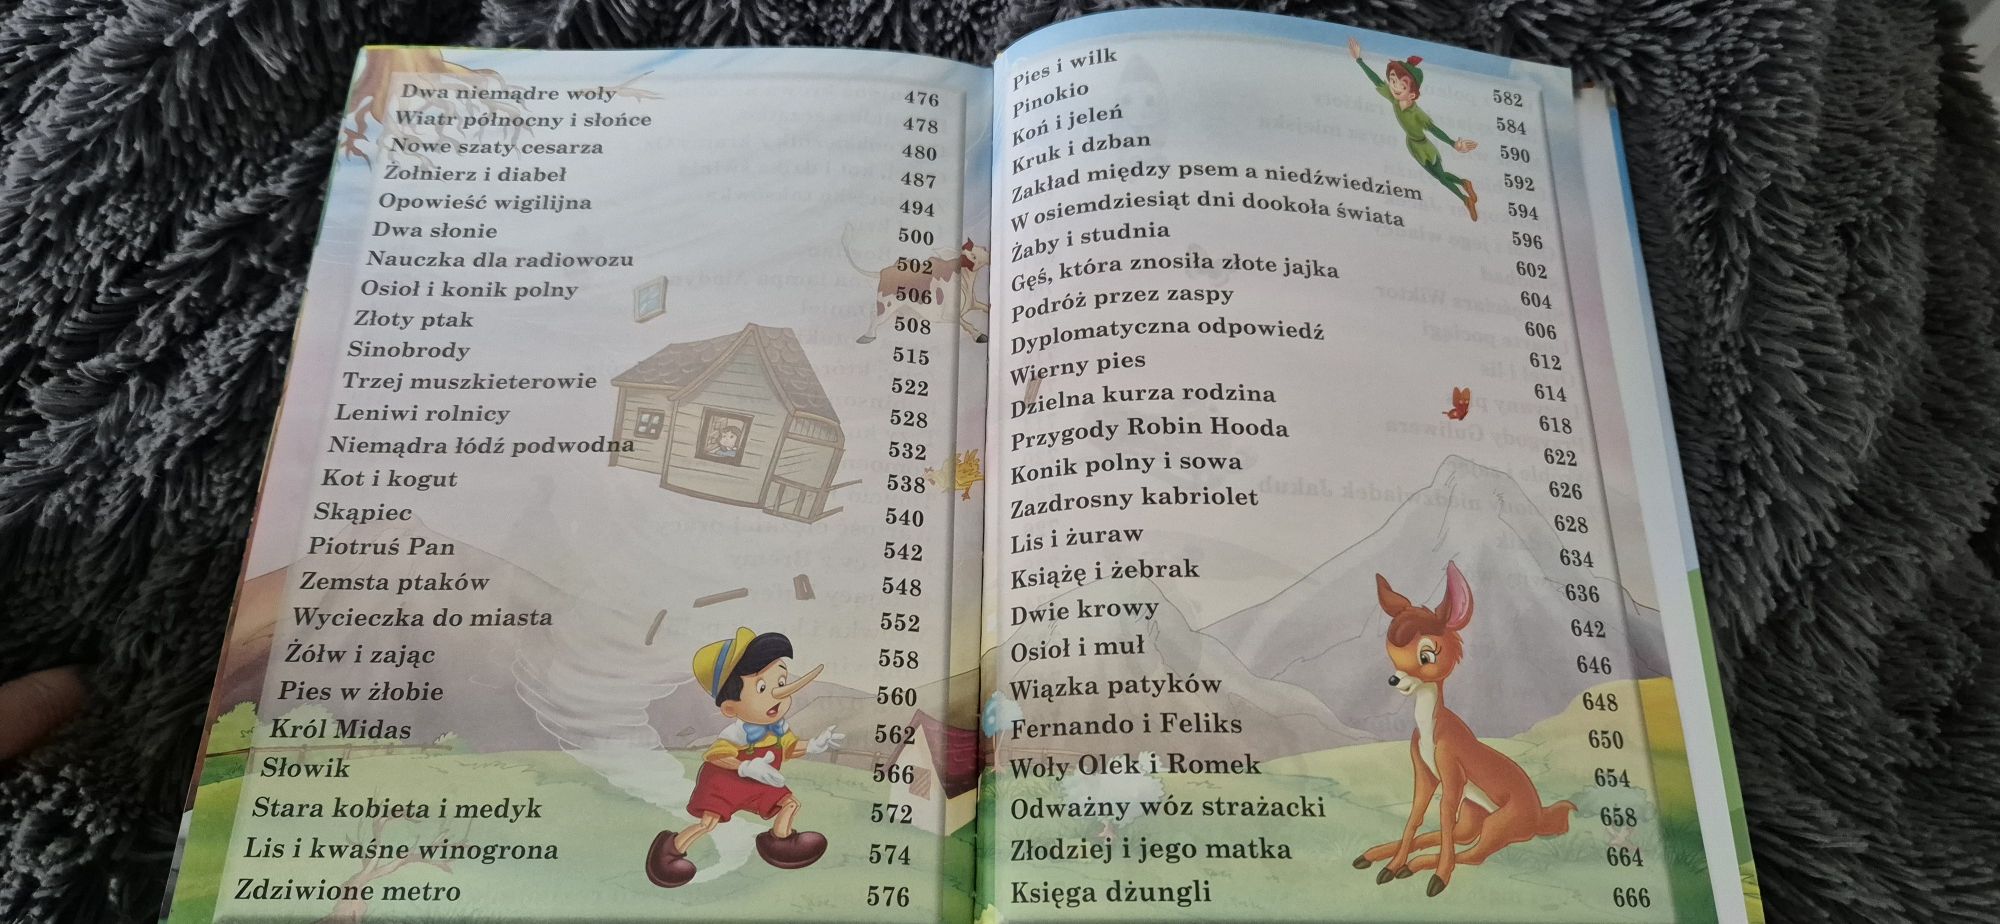 Dwa niemądre woły 476
Wiatr północny i słońce 478
Nowe szaty cesarza 480
Żołnierz i diabeł 487
Opowieść wigilijna 494
Dwa słonie 500
Nauczka dla radiowozu 502
Osioł i konik polny 506
Złoty ptak 508
Sinobrody 515
Trzej muszkieterowie 522
Leniwi rolnicy 528
Niemądra łódź podwodna 532
Kot i kogut 538
Skąpiec 540
Piotruś Pan 542
Zemsta ptaków 548
Wycieczka do miasta 552
Żółw i zając 558
Pies w żłobie 560
Król Midas 562
Słowik 566
Stara kobieta i medyk 572
Lis i kwaśne winogrona 574
Zdziwione metro 576
Pies i wilk 582
Pinokio 584
Koń i jeleń 590
Kruk i dzban 592
Zakład między psem a niedźwiedziem 594
W osiemdziesiąt dni dookoła świata 596
Żaby i studnia 602
Gęś, która znosiła złote jajka 604
Podróż przez zaspy 606
Dyplomatyczna odpowiedź 612
Wierny pies 614
Dzielna kurza rodzina 618
Przygody Robin Hooda 622
Konik polny i sowa 626
Zazdrosny kabriolet 628
Lis i żuraw 634
Książę i żebrak 636
Dwie krowy 642
Osioł i muł 646
Wiązka patyków 648
Fernando i Feliks 650
Woły Olek i Romek 654
Odważny wóz strażacki 658
Złodziej i jego matka 664
Księga dżungli 666